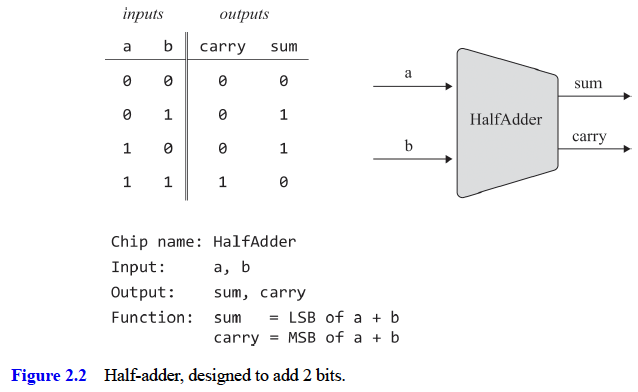 inputs outputs
a b carry sum
0 0 0 0
0 1 0 1
1 0 0 1
1 1 1 0
a
b
HalfAdder
sum
carry
Chip name: HalfAdder
Input: a, b
Output: sum, carry
Function: sum = LSB of a + b
carry = MSB of a + b
Figure 2.2 Half-adder, designed to add 2 bits.